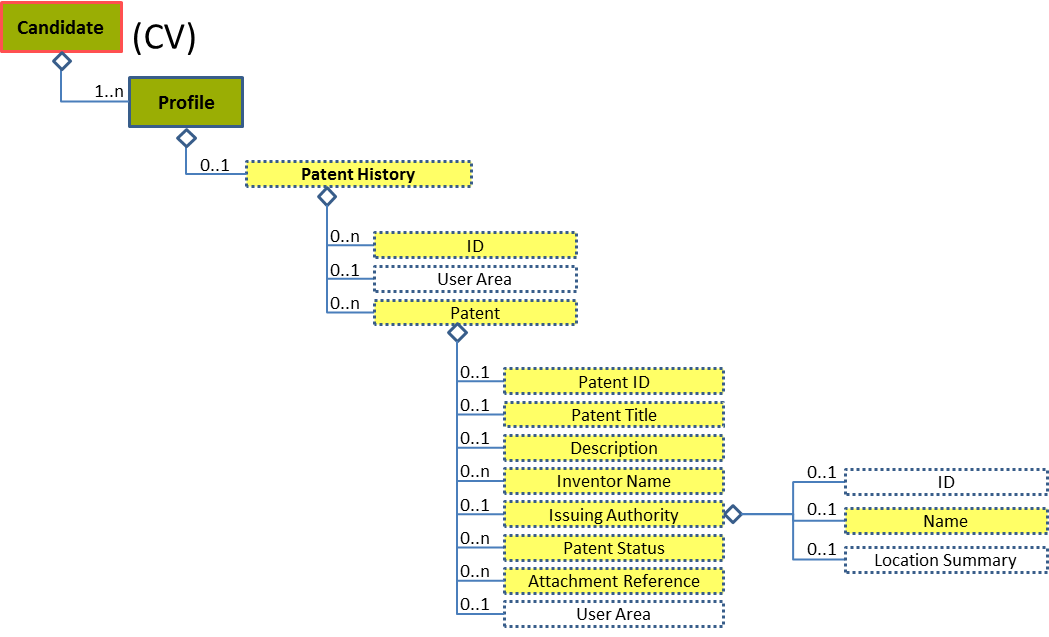 Candidate
(CV)
1..n
Profile
0..1
Patent History
0..n
ID
0..1
User Area
0..n
Patent
0..1
Patent ID
0..1
Patent Title
0..1
Description
0..n
Inventor Name
0..1
Issuing Authority
0..n
Patent Status
0..n
Attachment Reference
0..1
User Area
0..1
ID
0..1
Name
0..1
Location Summary